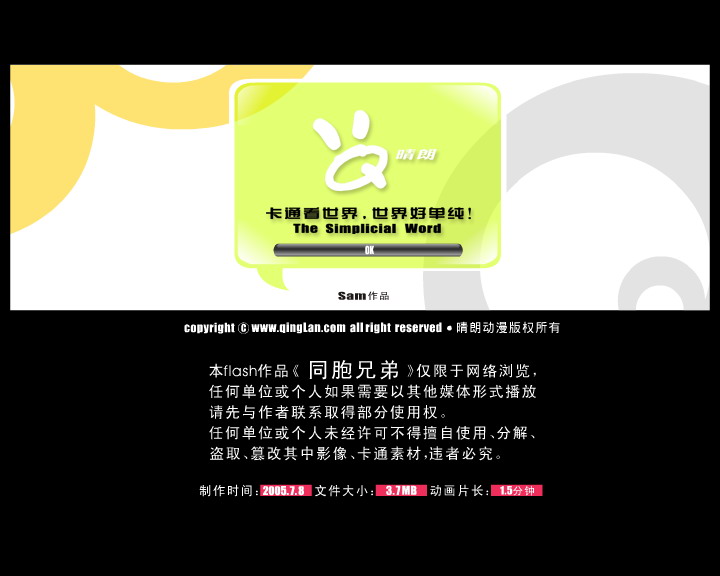 晴朗
卡通看世界,世界好单纯!
The Simplicial Word
OK
Sam作品
copyright © www.qingLan.com all right reserved ● 晴朗动漫版权所有
本flash作品《 同胞兄弟 》仅限于网络浏览,
任何单位或个人如果需要以其他媒体形式播放
请先与作者联系取得部分使用权。
任何单位或个人未经许可不得擅自使用、分解、
盗取、篡改其中影像、卡通素材,违者必究。
制作时间: 2005.7.8 文件大小: 3.7MB 动画片长: 1.5分钟